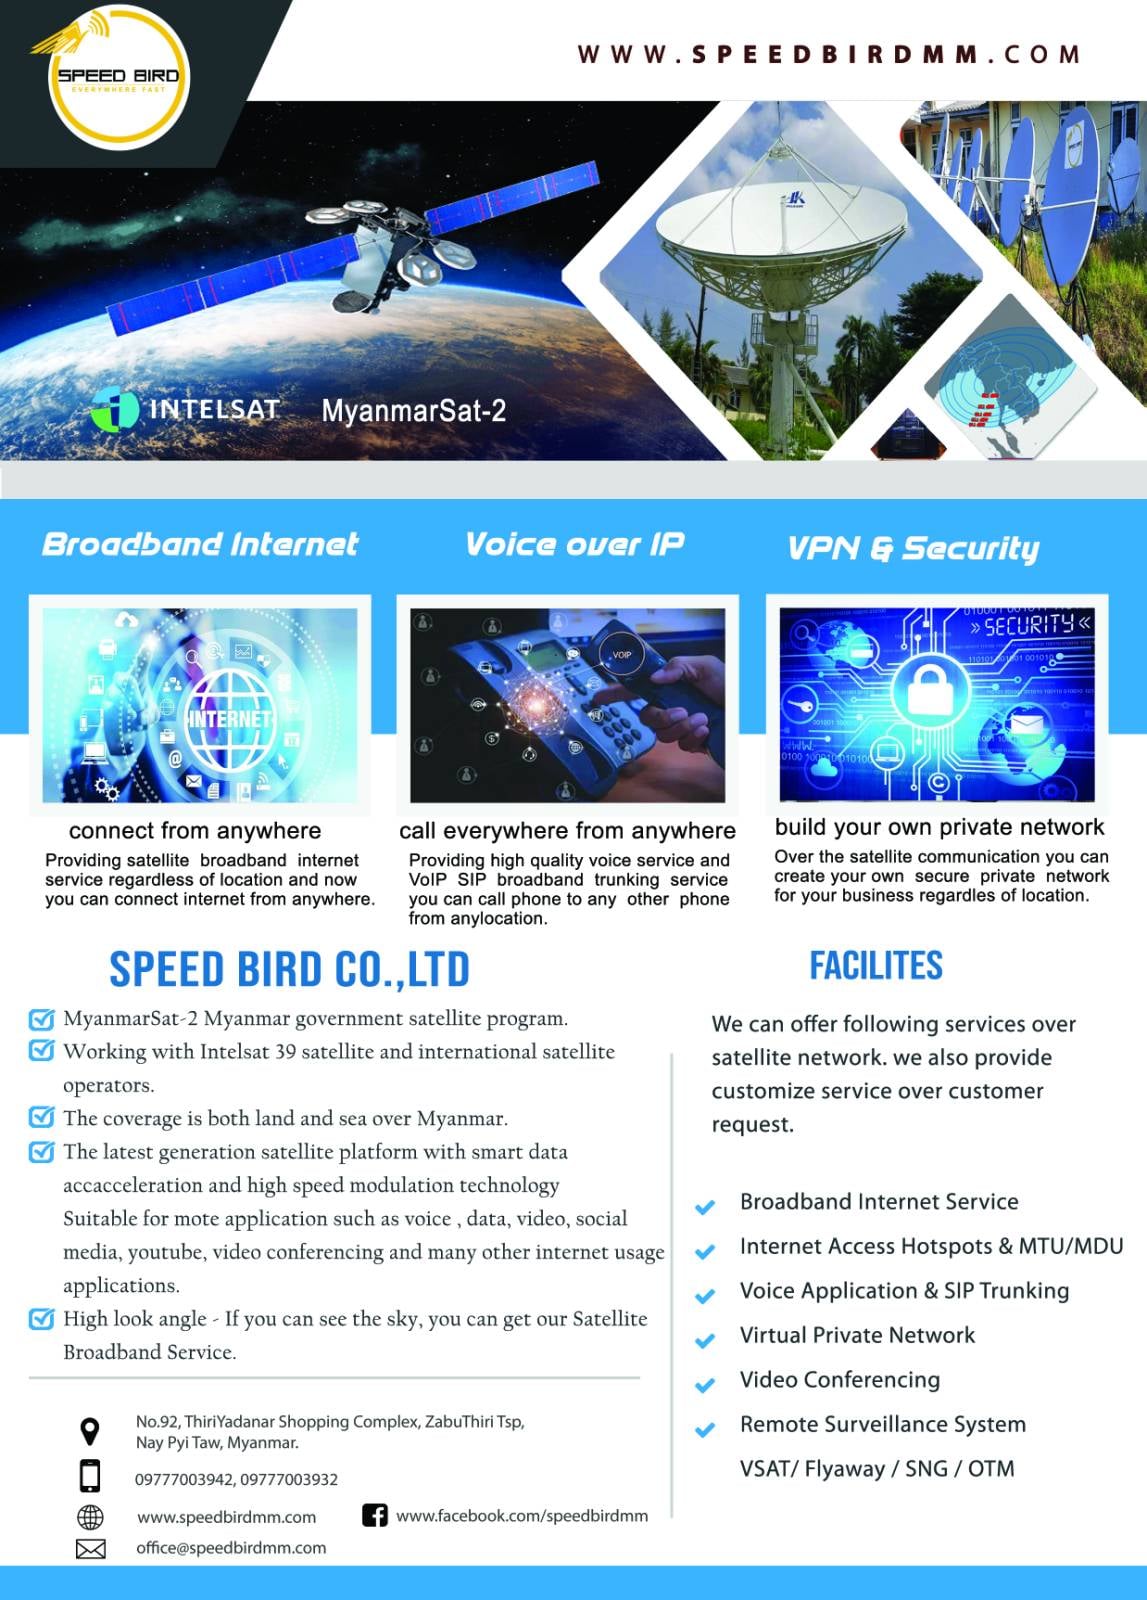 SPEED BIRD
EVERYWHERE FAST
WWW.SPEEDBIRDMM.COM
INTELSAT
MyanmarSat-2
Broadband Internet
Voice over IP
VPN & Security
INTERNET
VOIP
SECURITY
connect from anywhere
Providing satellite broadband internet
service regardless of location and now
you can connect internet from anywhere.
call everywhere from anywhere
Providing high quality voice service and
VoIP SIP broadband trunking service
you can call phone to any other phone
from anylocation.
build your own private network
Over the satellite communication you can
create your own secure private network
for your business regardles of location.
SPEED BIRD CO.,LTD
MyanmarSat-2 Myanmar government satellite program.
Working with Intelsat 39 satellite and international satellite
operators.
The coverage is both land and sea over Myanmar.
The latest generation satellite platform with smart data
accacceleration and high speed modulation technology
Suitable for mote application such as voice , data, video, social
media, youtube, video conferencing and many other internet usage
applications.
High look angle - If you can see the sky, you can get our Satellite
Broadband Service.
No.92, ThiriYadanar Shopping Complex, ZabuThiri Tsp,
Nay Pyi Taw, Myanmar.
09777003942, 09777003932
www.speedbirdmm.com
www.facebook.com/speedbirdmm
office@speedbirdmm.com
FACILITES
We can offer following services over
satellite network. we also provide
customize service over customer
request.
Broadband Internet Service
Internet Access Hotspots & MTU/MDU
Voice Application & SIP Trunking
Virtual Private Network
Video Conferencing
Remote Surveillance System
VSAT/ Flyaway / SNG / OTM